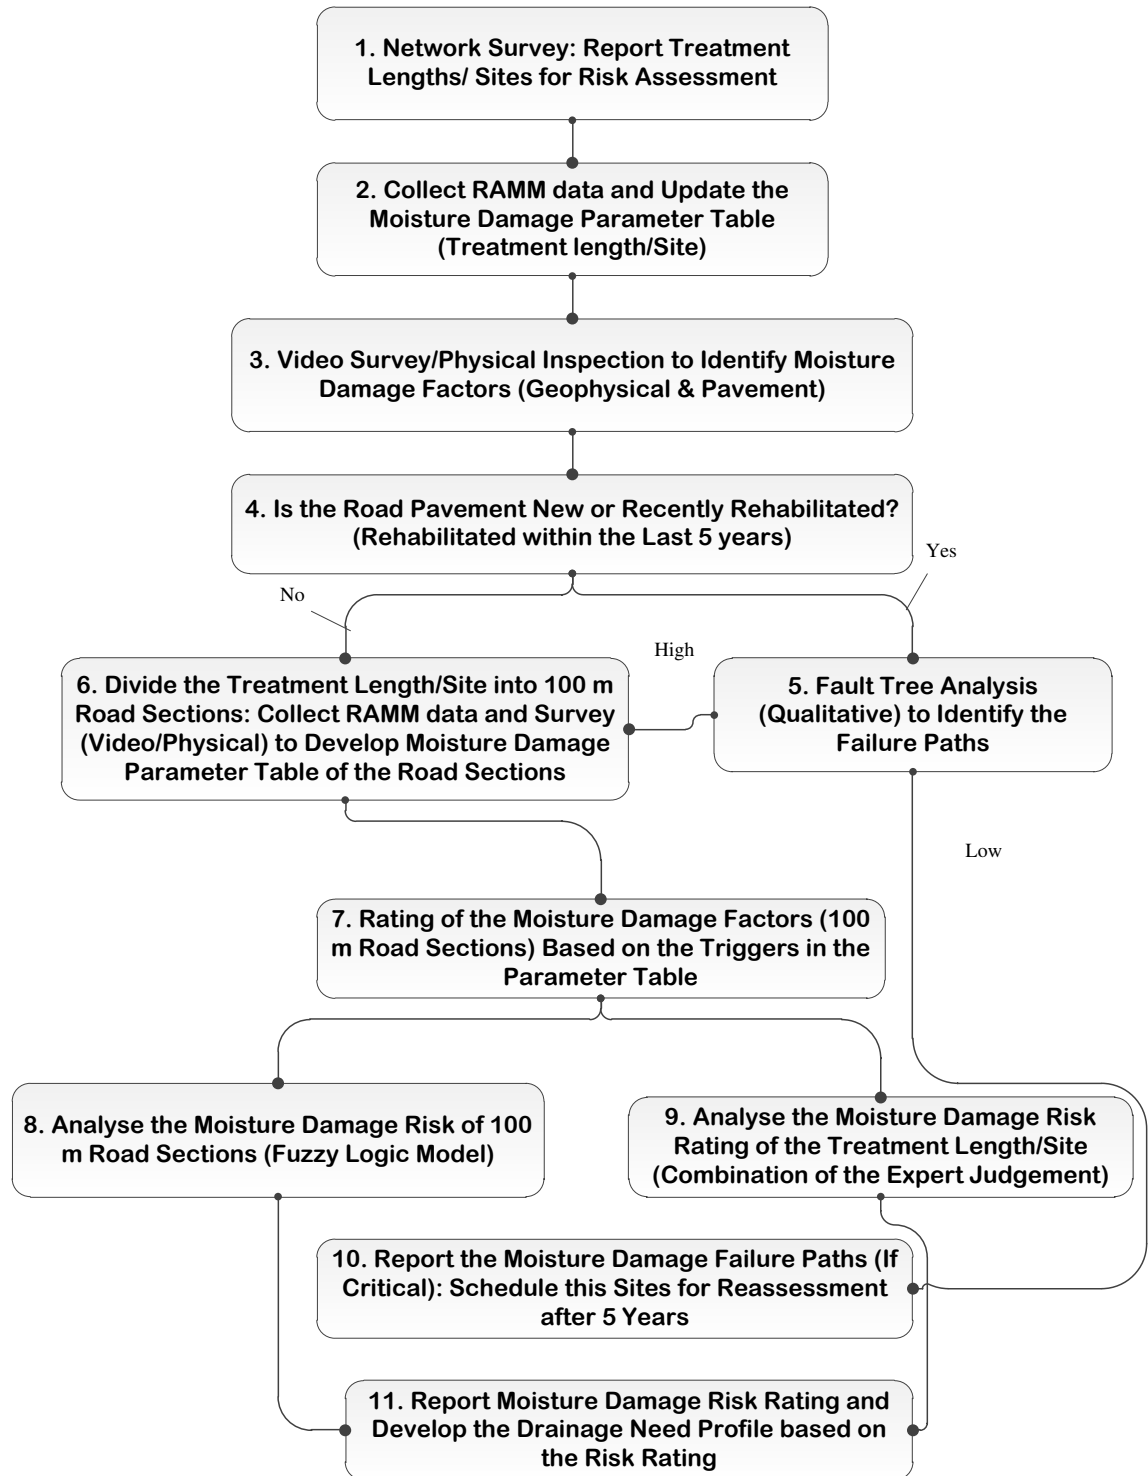 1. Network Survey: Report Treatment
Lengths/ Sites for Risk Assessment
2. Collect RAMM data and Update the
Moisture Damage Parameter Table
(Treatment length/Site)
3. Video Survey/Physical Inspection to Identify Moisture
Damage Factors (Geophysical & Pavement)
4. Is the Road Pavement New or Recently Rehabilitated?
(Rehabilitated within the Last 5 years)
Yes
No
High
6. Divide the Treatment Length/Site into 100 m
Road Sections: Collect RAMM data and Survey
(Video/Physical) to Develop Moisture Damage
Parameter Table of the Road Sections
5. Fault Tree Analysis
(Qualitative) to Identify the
Failure Paths
Low
7. Rating of the Moisture Damage Factors (100
m Road Sections) Based on the Triggers in the
Parameter Table
8. Analyse the Moisture Damage Risk of 100
m Road Sections (Fuzzy Logic Model)
9. Analyse the Moisture Damage Risk
Rating of the Treatment Length/Site
(Combination of the Expert Judgement)
10. Report the Moisture Damage Failure Paths (If
Critical): Schedule this Sites for Reassessment
after 5 Years
11. Report Moisture Damage Risk Rating and
Develop the Drainage Need Profile based on
the Risk Rating